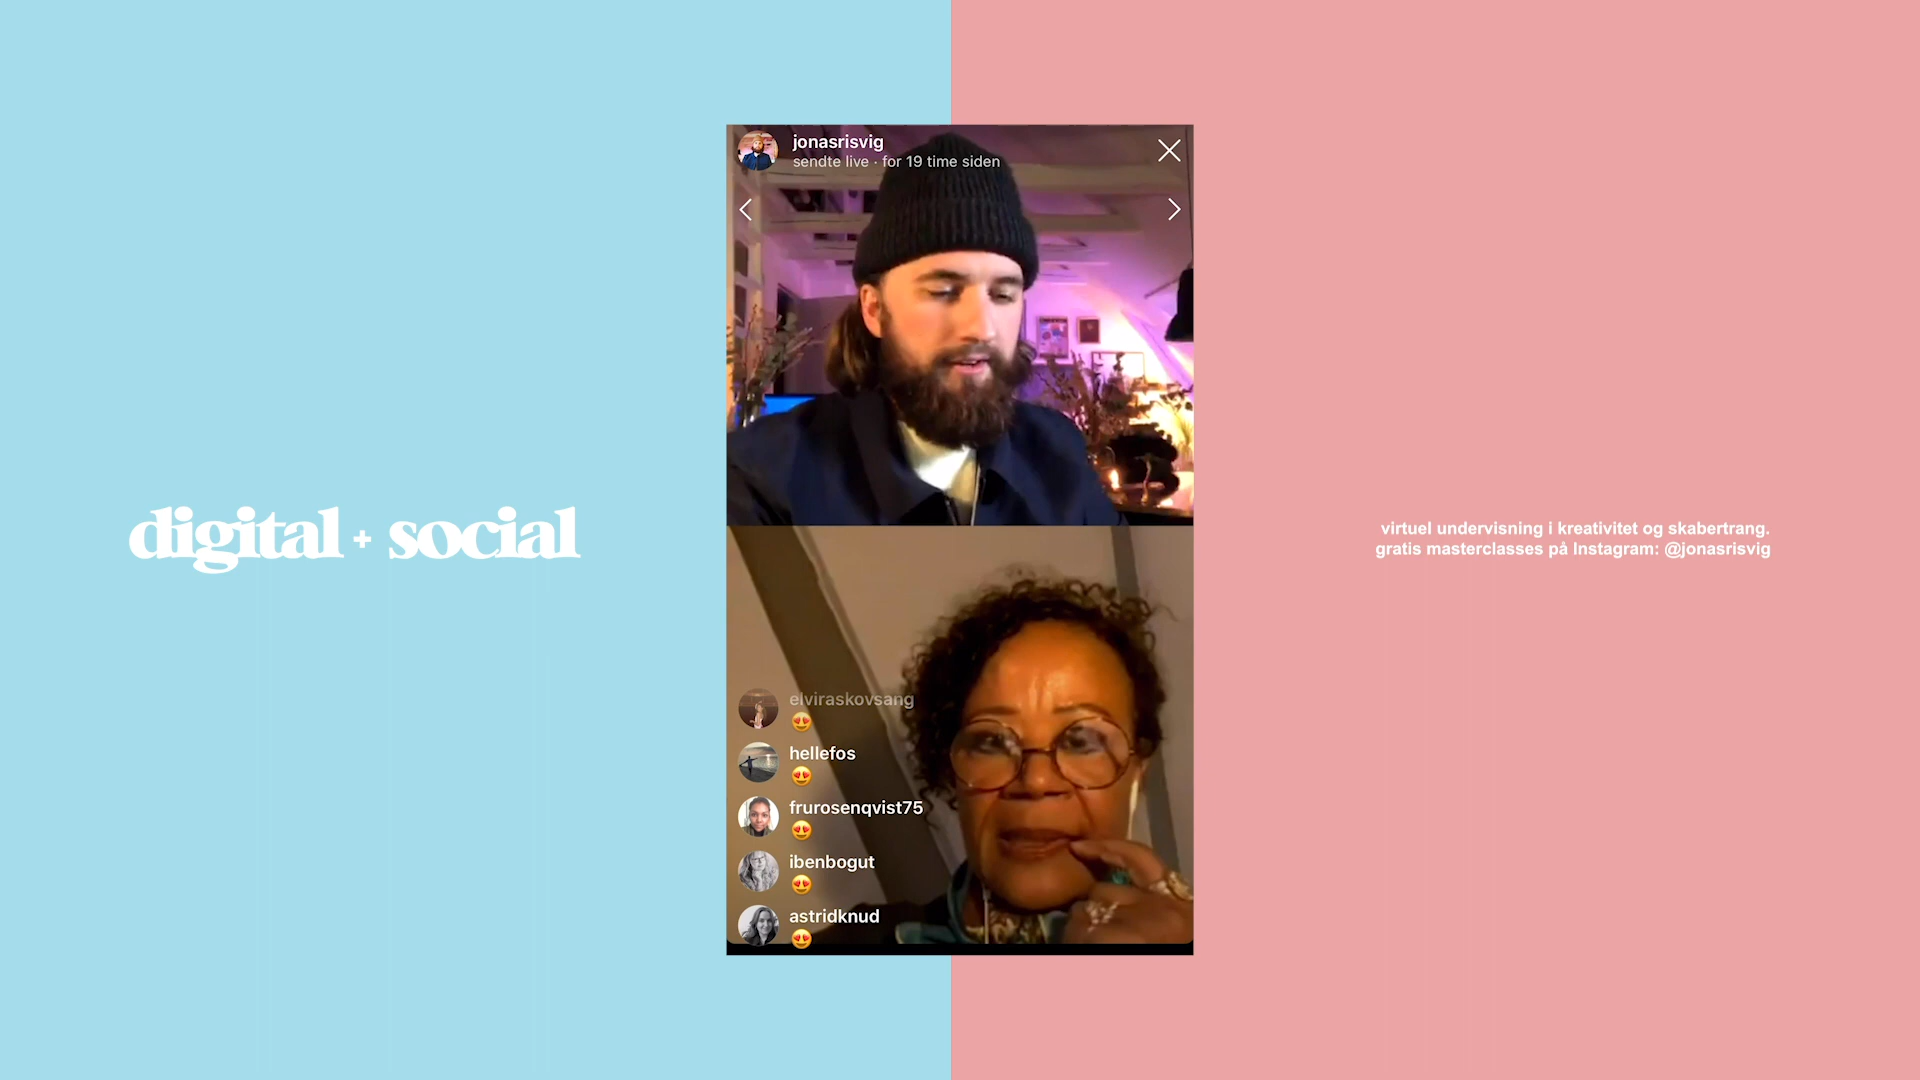 jonasrisvig
sendte live · for 19 time siden
digital + social
virtuel undervisning i kreativitet og skabertrang.
gratis masterclasses på Instagram: @jonasrisvig
elviraskovsang
😍
hellefos
😍
frurosenqvist75
😍
ibenbogut
😍
astridknud
😍